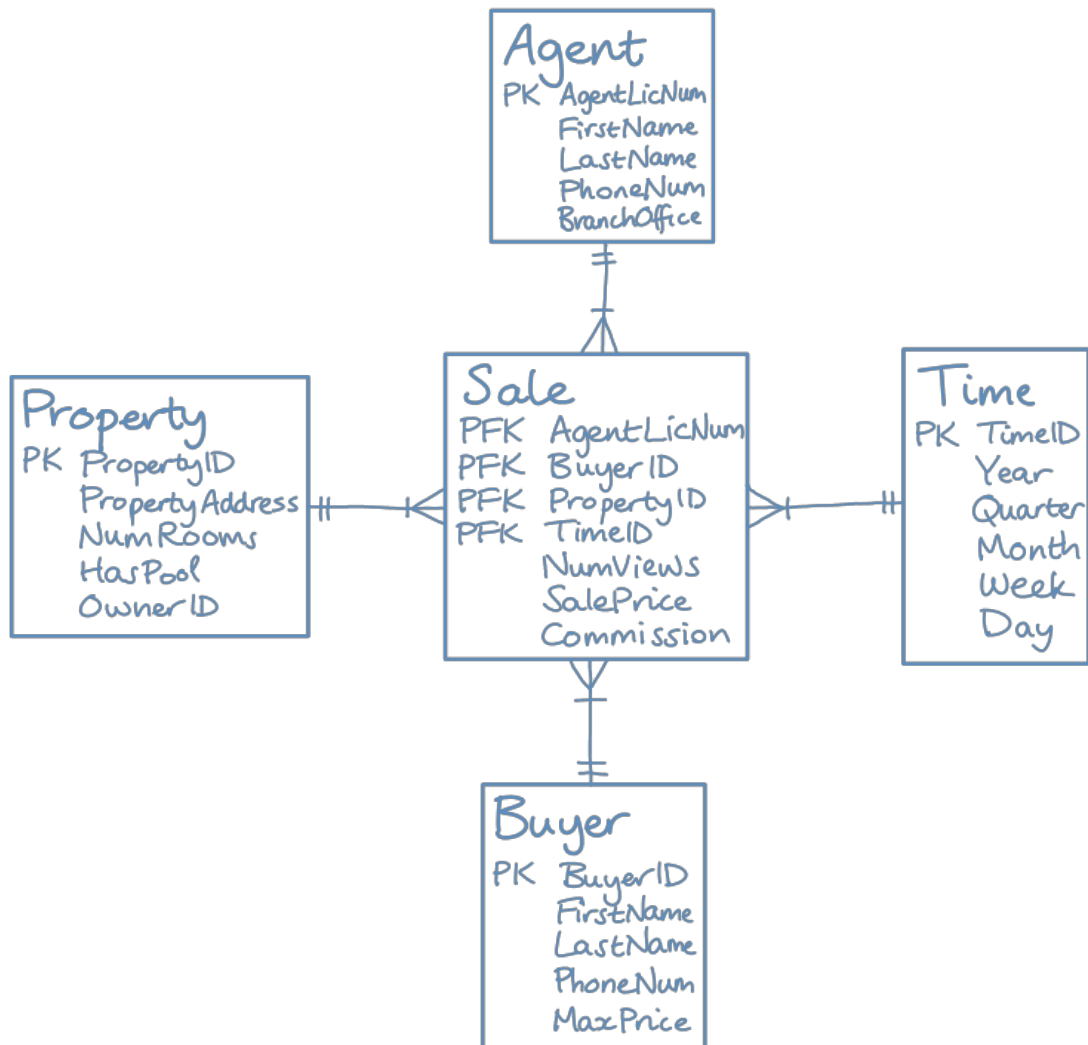 Agent
PK AgentLicNum
FirstName
LastName
PhoneNum
BranchOffice
Property
PK PropertyID
PropertyAddress
NumRooms
HasPool
OwnerID
Sale
PFK AgentLicNum
PFK BuyerID
PFK PropertyID
PFK TimeID
NumViews
SalePrice
Commission
Time
PK TimeID
Year
Quarter
Month
Week
Day
Buyer
PK BuyerID
FirstName
LastName
PhoneNum
MaxPrice